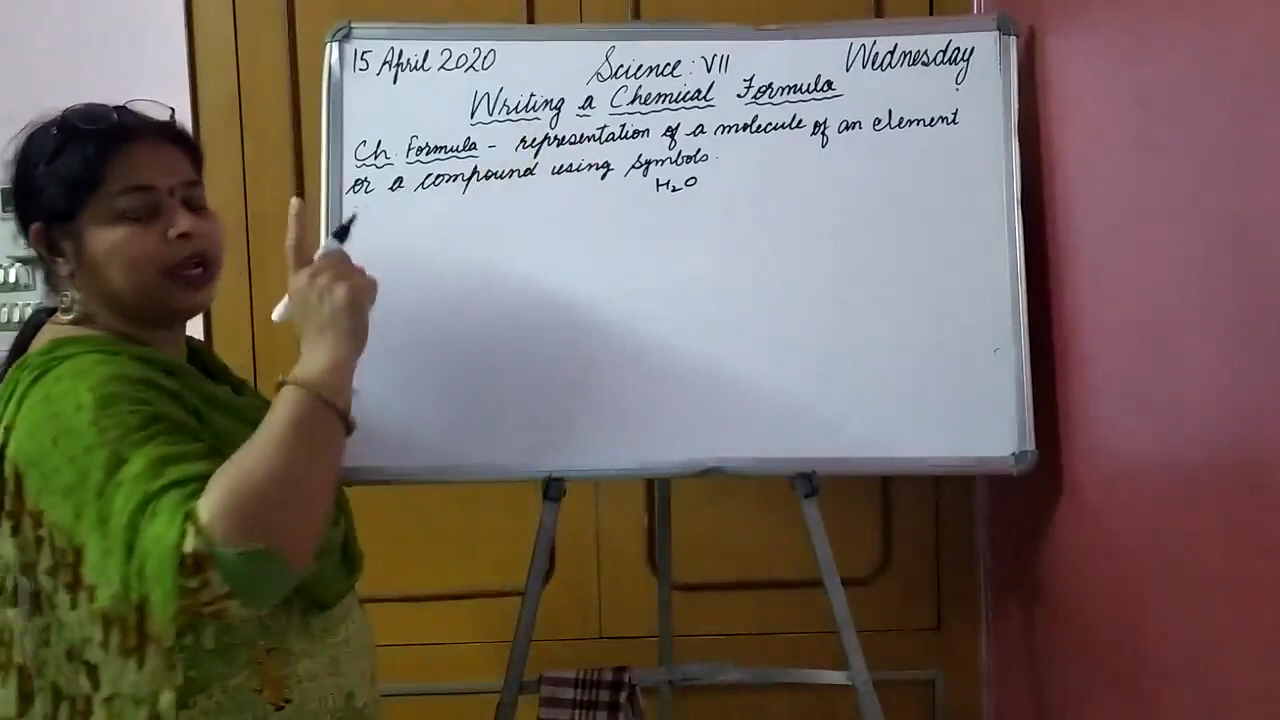 15 April 2020 Science: VII Wednesday
Writing a Chemical Formula
Ch. Formula - representation of a molecule of an element
or a compound using symbols.
H₂O